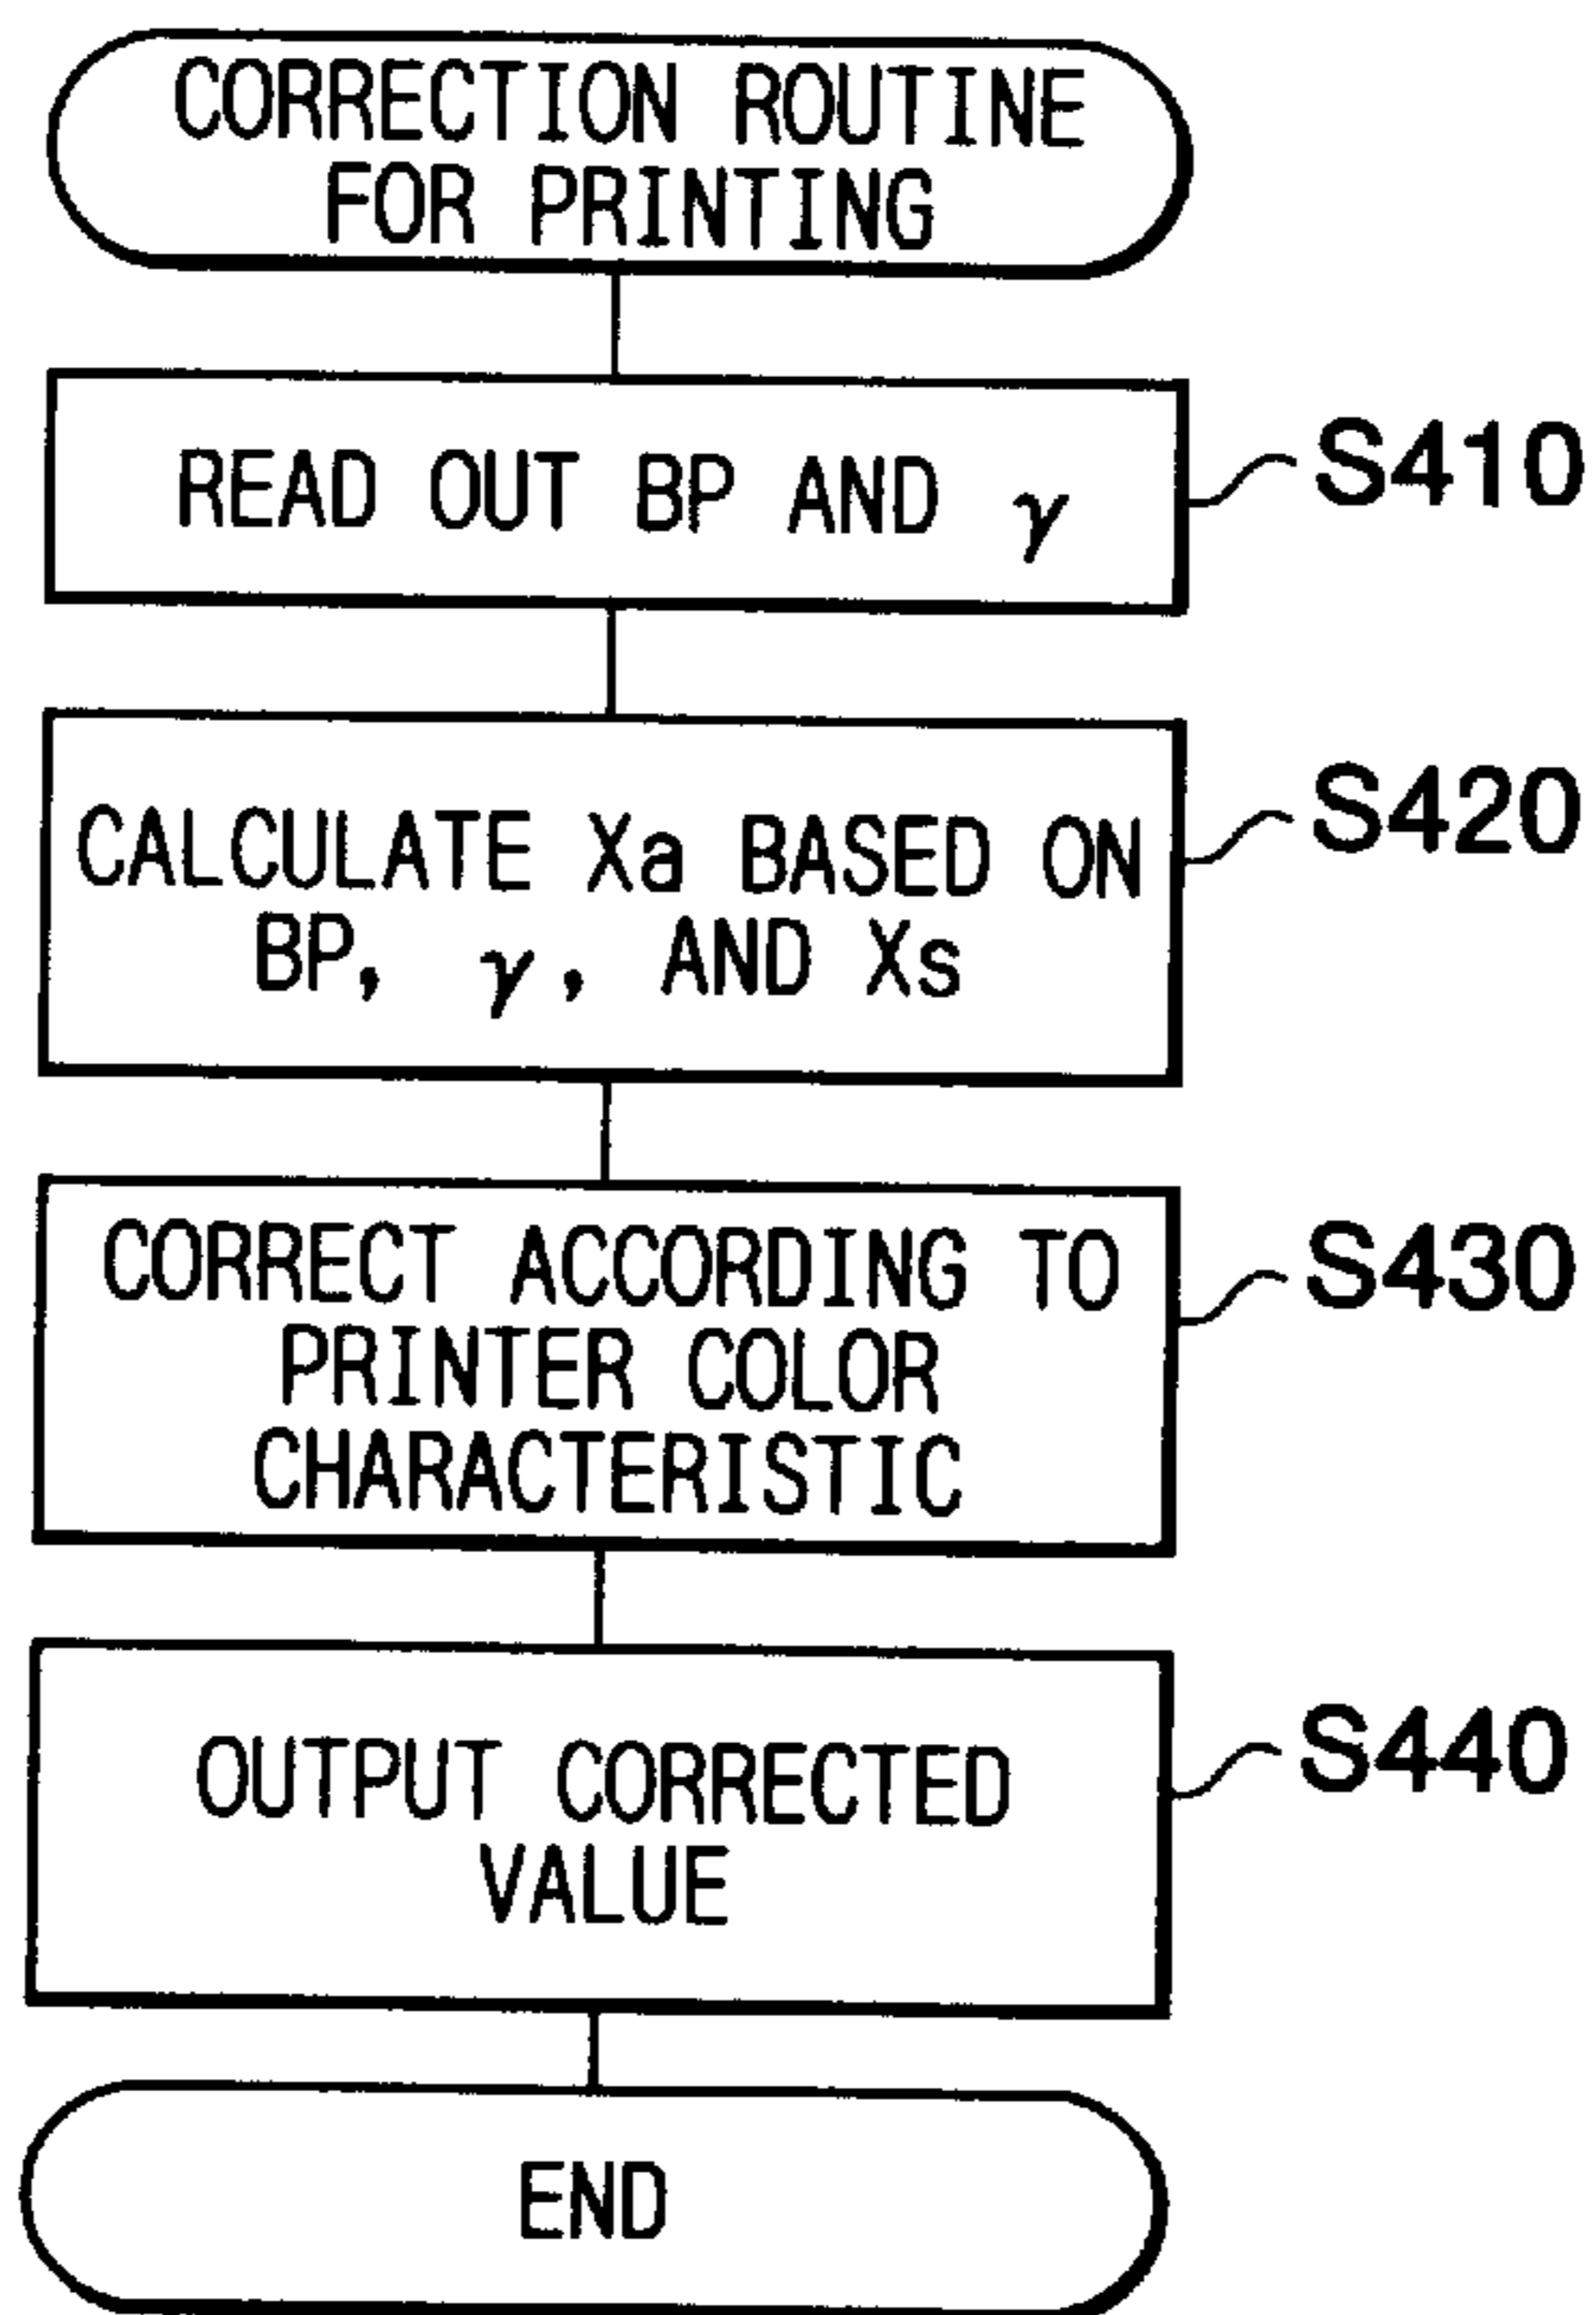 CORRECTION ROUTINE
FOR PRINTING
READ OUT BP AND γ
S410
CALCULATE Xa BASED ON
BP, γ, AND Xs
S420
CORRECT ACCORDING TO
PRINTER COLOR
CHARACTERISTIC
S430
OUTPUT CORRECTED
VALUE
S440
END